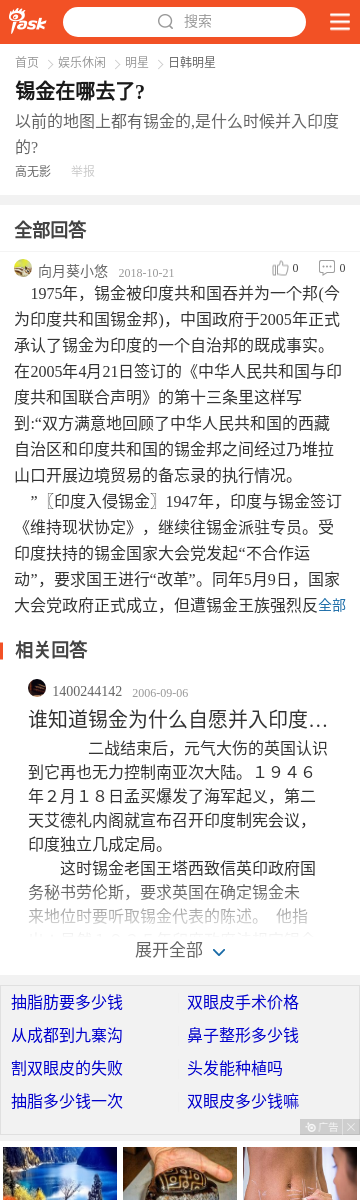 iask
搜索
首页 > 娱乐休闲 > 明星 > 日韩明星
锡金在哪去了?
以前的地图上都有锡金的,是什么时候并入印度
的?
高无影 举报
全部回答
向月葵小悠 2018-10-21 0 0
1975年，锡金被印度共和国吞并为一个邦(今
为印度共和国锡金邦)，中国政府于2005年正式
承认了锡金为印度的一个自治邦的既成事实。
在2005年4月21日签订的《中华人民共和国与印
度共和国联合声明》的第十三条里这样写
到:“双方满意地回顾了中华人民共和国的西藏
自治区和印度共和国的锡金邦之间经过乃堆拉
山口开展边境贸易的备忘录的执行情况。
”〖印度入侵锡金〗1947年，印度与锡金签订
《维持现状协定》，继续往锡金派驻专员。受
印度扶持的锡金国家大会党发起“不合作运
动”，要求国王进行“改革”。同年5月9日，国家
大会党政府正式成立，但遭锡金王族强烈反全部
相关回答
1400244142 2006-09-06
谁知道锡金为什么自愿并入印度…
二战结束后，元气大伤的英国认识
到它再也无力控制南亚次大陆。１９４６
年２月１８日孟买爆发了海军起义，第二
天艾德礼内阁就宣布召开印度制宪会议，
印度独立几成定局。
这时锡金老国王塔西致信英印政府国
务秘书劳伦斯，要求英国在确定锡金未
来地位时要听取锡金代表的陈述。 他指
展开全部
抽脂肪要多少钱 双眼皮手术价格
从成都到九寨沟 鼻子整形多少钱
割双眼皮的失败 头发能种植吗
抽脂多少钱一次 双眼皮多少钱嘛
广告